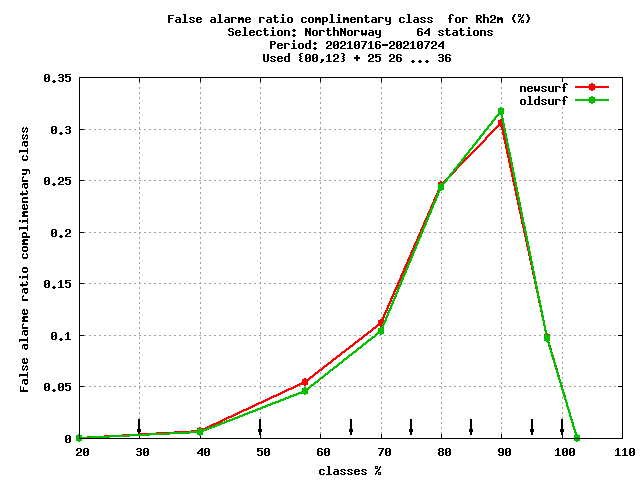 False alarme ratio complimentary class  for Rh2m (%)
Selection: NorthNorway     64 stations
Period: 20210716-20210724
Used {00,12} + 25 26 ... 36
newsurf
oldsurf
False alarme ratio complimentary class
0.35
0.3
0.25
0.2
0.15
0.1
0.05
0
20 30 40 50 60 70 80 90 100 110
classes %